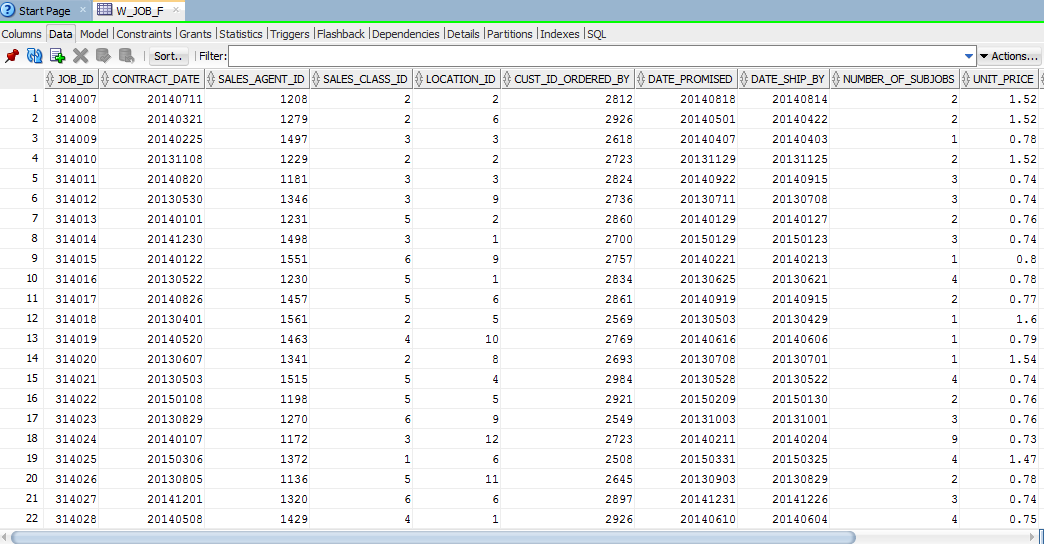 Start Page × W_JOB_F ×
Columns Data Model Constraints Grants Statistics Triggers Flashback Dependencies Details Partitions Indexes SQL
Sort.. Filter: Actions...
JOB_ID CONTRACT_DATE SALES_AGENT_ID SALES_CLASS_ID LOCATION_ID CUST_ID_ORDERED_BY DATE_PROMISED DATE_SHIP_BY NUMBER_OF_SUBJOBS UNIT_PRICE
1 314007 20140711 1208 2 2 2812 20140818 20140814 2 1.52
2 314008 20140321 1279 2 6 2926 20140501 20140422 2 1.52
3 314009 20140225 1497 3 3 2618 20140407 20140403 1 0.78
4 314010 20131108 1229 2 2 2723 20131129 20131125 2 1.52
5 314011 20140820 1181 3 3 2824 20140922 20140915 3 0.74
6 314012 20130530 1346 3 9 2736 20130711 20130708 3 0.74
7 314013 20140101 1231 5 2 2860 20140129 20140127 2 0.76
8 314014 20141230 1498 3 1 2700 20150129 20150123 3 0.74
9 314015 20140122 1551 6 9 2757 20140221 20140213 1 0.8
10 314016 20130522 1230 5 1 2834 20130625 20130621 4 0.78
11 314017 20140826 1457 5 6 2861 20140919 20140915 2 0.77
12 314018 20130401 1561 2 5 2569 20130503 20130429 1 1.6
13 314019 20140520 1463 4 10 2769 20140616 20140606 1 0.79
14 314020 20130607 1341 2 8 2693 20130708 20130701 1 1.54
15 314021 20130503 1515 5 4 2984 20130528 20130522 4 0.74
16 314022 20150108 1198 5 5 2921 20150209 20150130 2 0.76
17 314023 20130829 1270 6 9 2549 20131003 20131001 3 0.76
18 314024 20140107 1172 3 12 2723 20140211 20140204 9 0.73
19 314025 20150306 1372 1 6 2508 20150331 20150325 4 1.47
20 314026 20130805 1136 5 11 2645 20130903 20130829 2 0.78
21 314027 20141201 1320 6 6 2897 20141231 20141226 3 0.74
22 314028 20140508 1429 4 1 2926 20140610 20140604 4 0.75